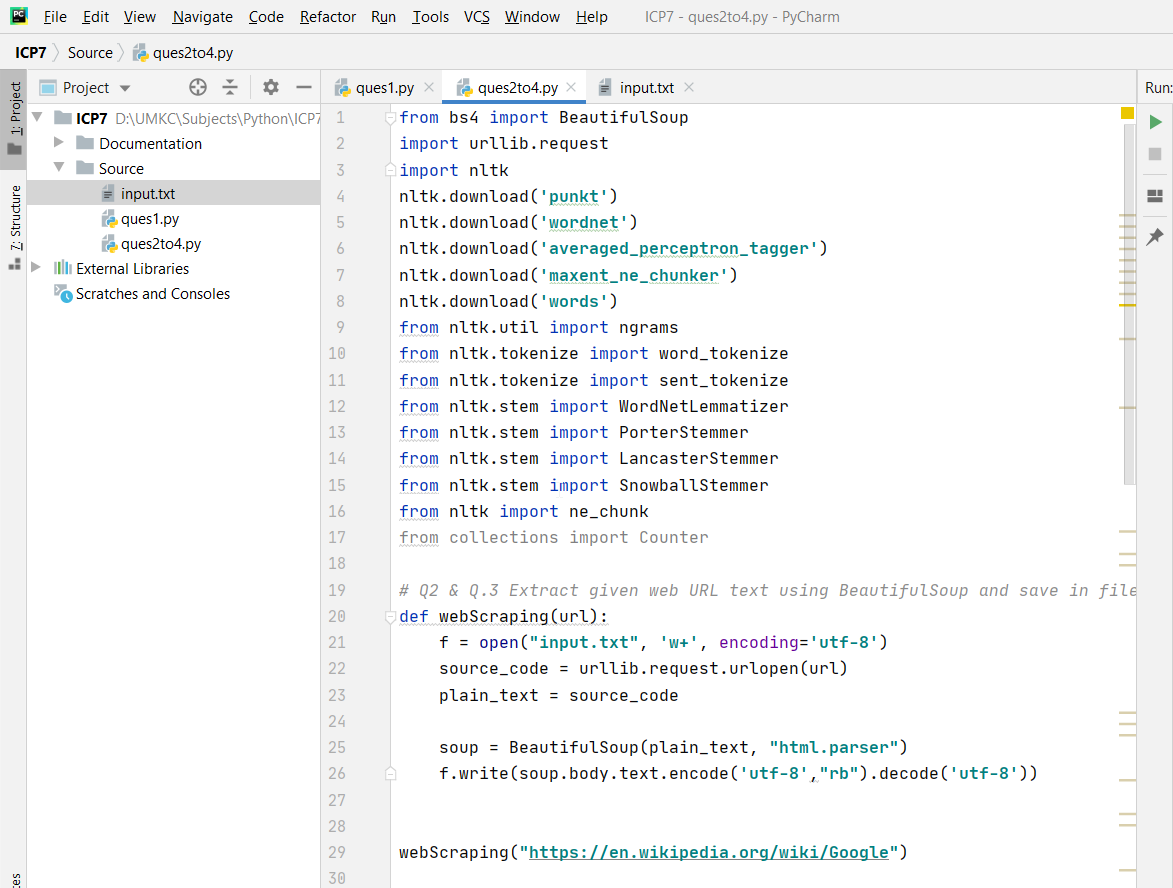 File Edit View Navigate Code Refactor Run Tools VCS Window Help ICP7 - ques2to4.py - PyCharm
ICP7 Source ques2to4.py
1: Project
7: Structure
Project
ICP7 D:\UMKC\Subjects\Python\ICP7
Documentation
Source
input.txt
ques1.py
ques2to4.py
External Libraries
Scratches and Consoles
ques1.py ques2to4.py input.txt
Run:
1 from bs4 import BeautifulSoup
2 import urllib.request
3 import nltk
4 nltk.download('punkt')
5 nltk.download('wordnet')
6 nltk.download('averaged_perceptron_tagger')
7 nltk.download('maxent_ne_chunker')
8 nltk.download('words')
9 from nltk.util import ngrams
10 from nltk.tokenize import word_tokenize
11 from nltk.tokenize import sent_tokenize
12 from nltk.stem import WordNetLemmatizer
13 from nltk.stem import PorterStemmer
14 from nltk.stem import LancasterStemmer
15 from nltk.stem import SnowballStemmer
16 from nltk import ne_chunk
17 from collections import Counter
18
19 # Q2 & Q.3 Extract given web URL text using BeautifulSoup and save in file
20 def webScraping(url):
21 f = open("input.txt", 'w+', encoding='utf-8')
22 source_code = urllib.request.urlopen(url)
23 plain_text = source_code
24
25 soup = BeautifulSoup(plain_text, "html.parser")
26 f.write(soup.body.text.encode('utf-8',"rb").decode('utf-8'))
27
28
29 webScraping("https://en.wikipedia.org/wiki/Google")
30